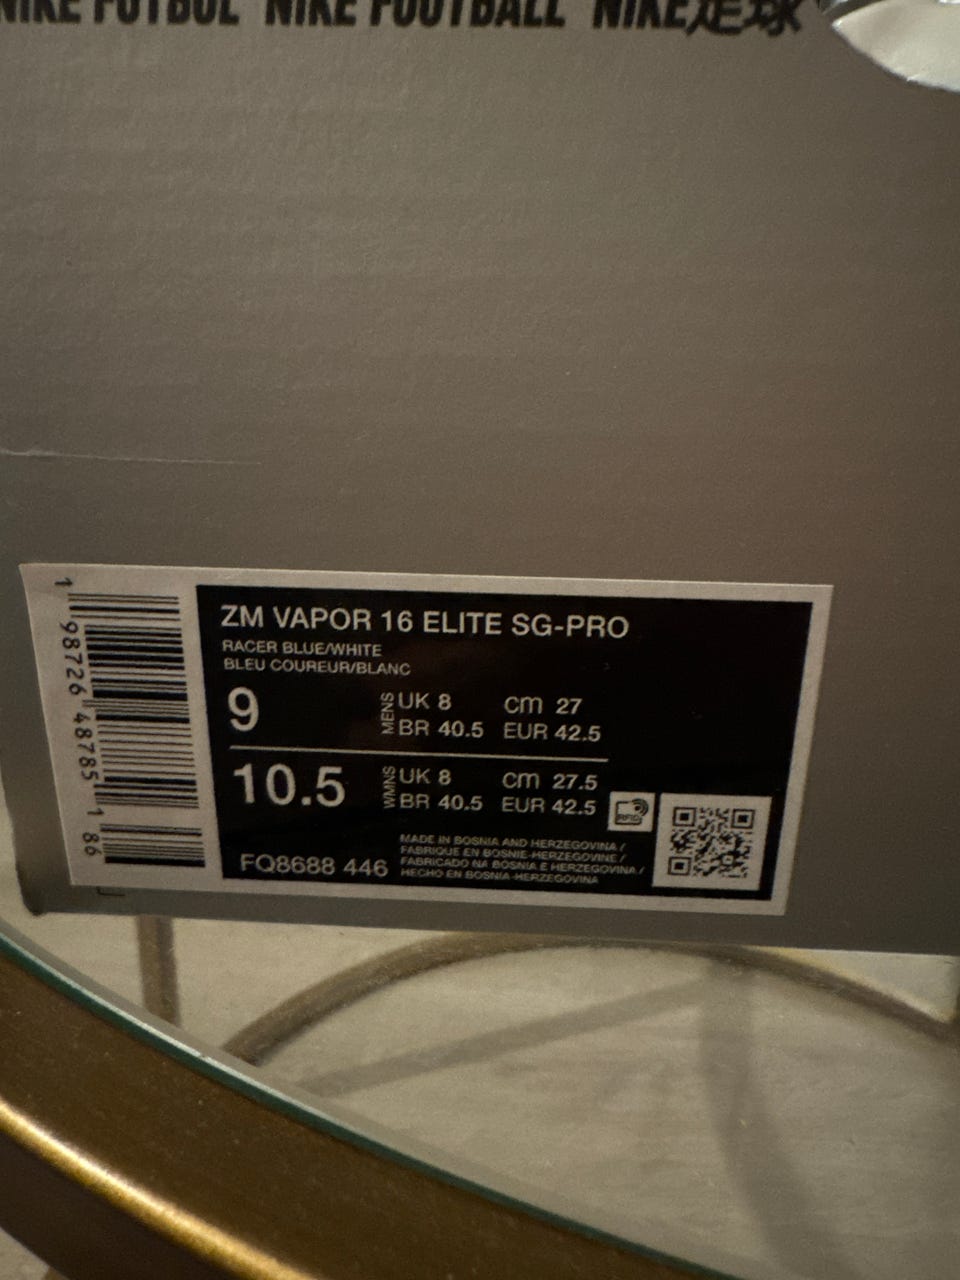 NIKE FUTBOL NIKE FOOTBALL NIKE足球
ZM VAPOR 16 ELITE SG-PRO
RACER BLUE/WHITE
BLEU COUREUR/BLANC
9 MENS UK 8 cm 27
BR 40.5 EUR 42.5
10.5 WMNS UK 8 cm 27.5
BR 40.5 EUR 42.5
RFID
FQ8688 446
MADE IN BOSNIA AND HERZEGOVINA /
FABRIQUE EN BOSNIE-HERZEGOVINE /
FABRICADO NA BOSNIA E HERZEGOVINA /
HECHO EN BOSNIA-HERZEGOVINA
1 98726 48785 1 86